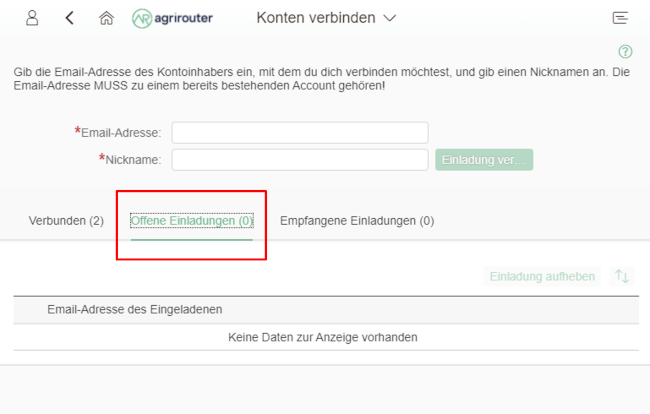 agrirouter Konten verbinden
Gib die Email-Adresse des Kontoinhabers ein, mit dem du dich verbinden möchtest, und gib einen Nicknamen an. Die
Email-Adresse MUSS zu einem bereits bestehenden Account gehören!
*Email-Adresse:
*Nickname: Einladung ver....
Verbunden (2) Offene Einladungen (0) Empfangene Einladungen (0)
Einladung aufheben
Email-Adresse des Eingeladenen
Keine Daten zur Anzeige vorhanden